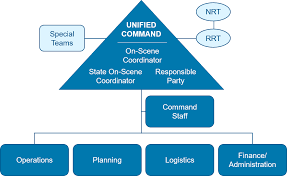 UNIFIED
COMMAND
On-Scene
Coordinator
State On-Scene
Coordinator
Responsible
Party
Special
Teams
NRT
RRT
Command
Staff
Operations
Planning
Logistics
Finance/
Administration